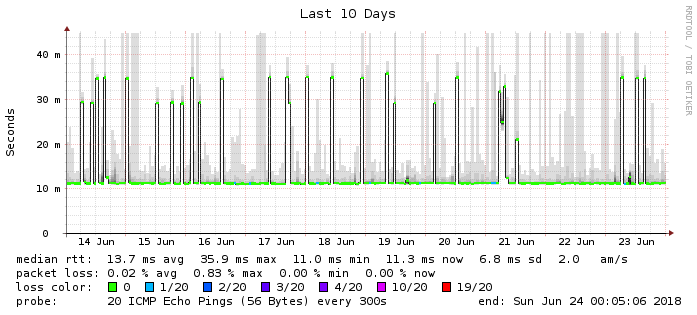 Last 10 Days
RRDTOOL / TOBI OETIKER
Seconds
40 m
30 m
20 m
10 m
0
14 Jun 15 Jun 16 Jun 17 Jun 18 Jun 19 Jun 20 Jun 21 Jun 22 Jun 23 Jun
median rtt: 13.7 ms avg 35.9 ms max 11.0 ms min 11.3 ms now 6.8 ms sd 2.0 am/s
packet loss: 0.02 % avg 0.83 % max 0.00 % min 0.00 % now
loss color: 0 1/20 2/20 3/20 4/20 10/20 19/20
probe: 20 ICMP Echo Pings (56 Bytes) every 300s end: Sun Jun 24 00:05:06 2018